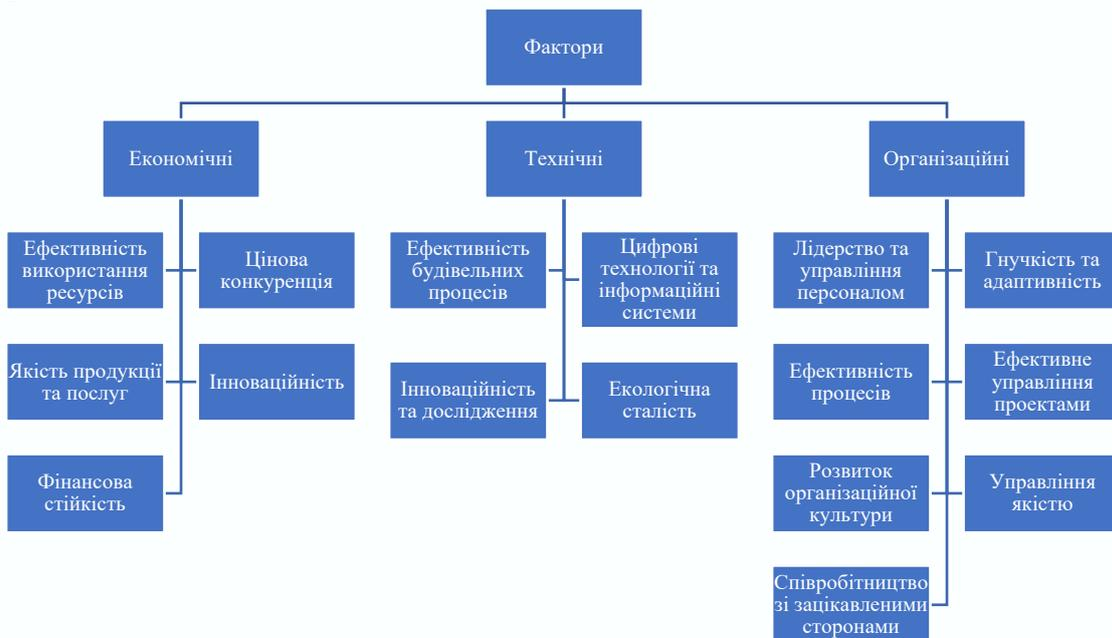 Фактори
Економічні
Технічні
Організаційні
Ефективність
використання
ресурсів
Цінова
конкуренція
Якість продукції
та послуг
Інноваційність
Фінансова
стійкість
Ефективність
будівельних
процесів
Цифрові
технології та
інформаційні
системи
Інноваційність
та дослідження
Екологічна
сталість
Лідерство та
управління
персоналом
Гнучкість та
адаптивність
Ефективність
процесів
Ефективне
управління
проектами
Розвиток
організаційної
культури
Управління
якістю
Співробітництво
зі зацікавленими
сторонами